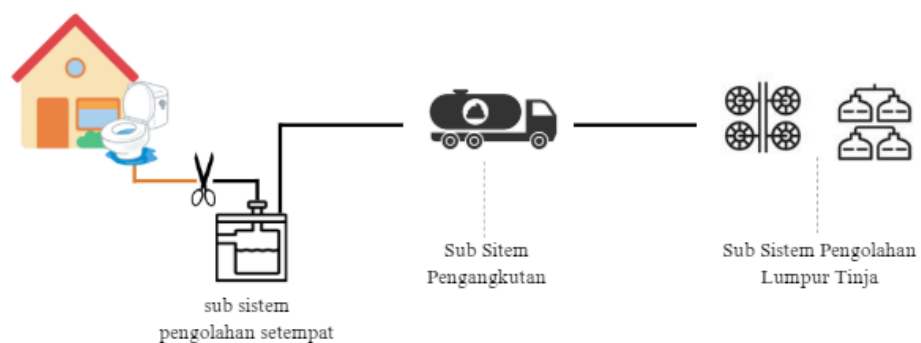 sub sistem
pengolahan setempat
Sub Sitem
Pengangkutan
Sub Sistem Pengolahan
Lumpur Tinja